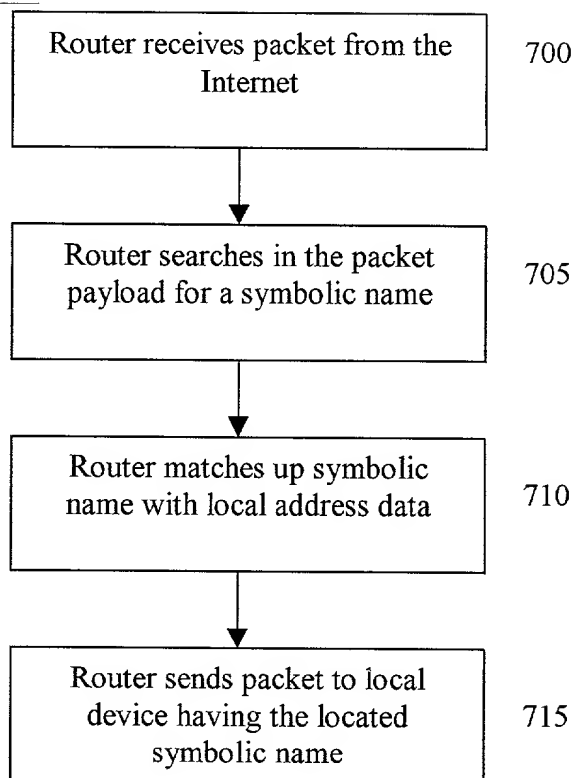 Router receives packet from the
Internet
700
Router searches in the packet
payload for a symbolic name
705
Router matches up symbolic
name with local address data
710
Router sends packet to local
device having the located
symbolic name
715